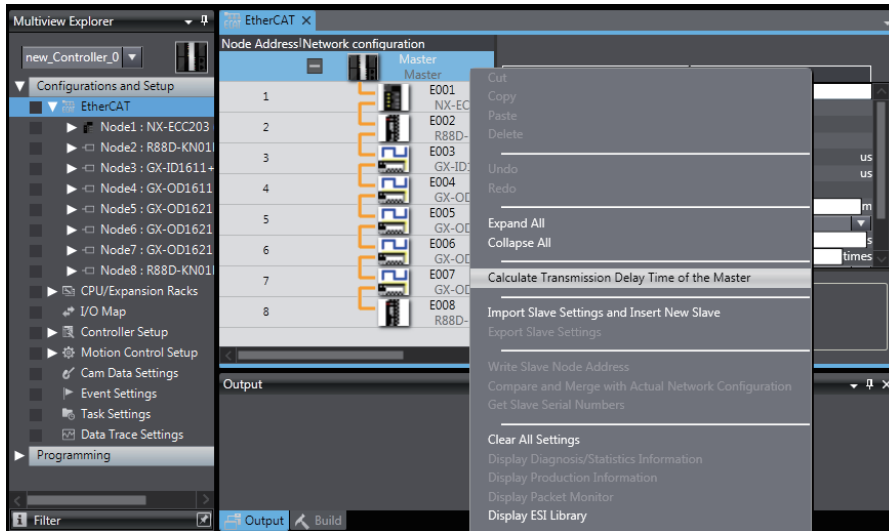 Multiview Explorer
new_Controller_0
Configurations and Setup
EtherCAT
Node1 : NX-ECC203
Node2 : R88D-KN01
Node3 : GX-ID1611+
Node4 : GX-OD1611
Node5 : GX-OD1621
Node6 : GX-OD1621
Node7 : GX-OD1621
Node8 : R88D-KN01
CPU/Expansion Racks
I/O Map
Controller Setup
Motion Control Setup
Cam Data Settings
Event Settings
Task Settings
Data Trace Settings
Programming
Filter
EtherCAT
Node Address Network configuration
Master
Master
1 E001
NX-EC
2 E002
R88D-
3 E003
GX-ID
4 E004
GX-OD
5 E005
GX-OD
6 E006
GX-OD
7 E007
GX-OD
8 E008
R88D-
Cut
Copy
Paste
Delete
Undo
Redo
Expand All
Collapse All
Calculate Transmission Delay Time of the Master
Import Slave Settings and Insert New Slave
Export Slave Settings
Write Slave Node Address
Compare and Merge with Actual Network Configuration
Get Slave Serial Numbers
Clear All Settings
Display Diagnosis/Statistics Information
Display Production Information
Display Packet Monitor
Display ESI Library
us
us
m
s
times
Output
Output
Build